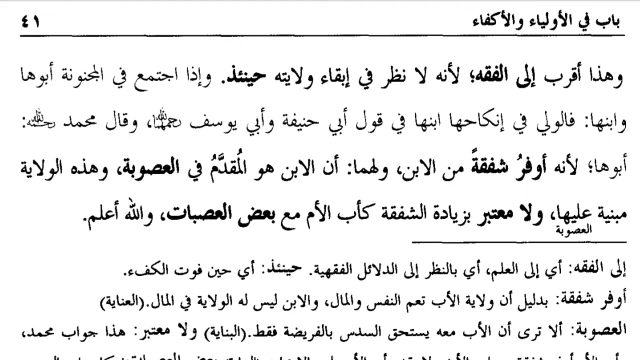 باب في الأولياء والأكفاء ٤١
وهذا أقرب إلى الفقه؛ لأنه لا نظر في إبقاء ولايته حينئذ. وإذا اجتمع في المجنونة أبوها
وابنها: فالولي في إنكاحها ابنها في قول أبي حنيفة وأبي يوسف رحمهما الله، وقال محمد رحمه الله:
أبوها؛ لأنه أوفرُ شفقةً من الابن، ولهما: أن الابن هو المُقدَّمُ في العصوبة، وهذه الولاية
مبنية عليها، ولا معتبر بزيادة الشفقة كأب الأم مع بعض العصبات، والله أعلم.
العصوبة
إلى الفقه: أي إلى العلم، أي بالنظر إلى الدلائل الفقهية. حينئذ: أي حين فوت الكفء.
أوفر شفقة: بدليل أن ولاية الأب تعم النفس والمال، والابن ليس له الولاية في المال.(العناية)
العصوبة: ألا ترى أن الأب معه يستحق السدس بالفريضة فقط.(البناية) ولا معتبر: هذا جواب محمد،